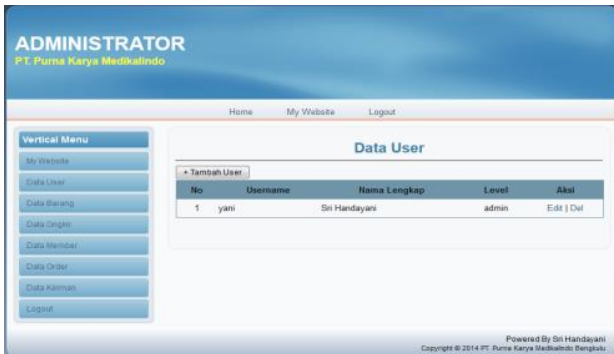 ADMINISTRATOR
PT. Purna Karya Medikalindo
Home My Website Logout
Vertical Menu
My Website
Data User
Data Barang
Data Ongkir
Data Member
Data Order
Data Kiriman
Logout
Data User
+ Tambah User
No Username Nama Lengkap Level Aksi
1 yani Sri Handayani admin Edit | Del
Powered By Sri Handayani
Copyright © 2014 PT. Purna Karya Medikalindo Bengkulu